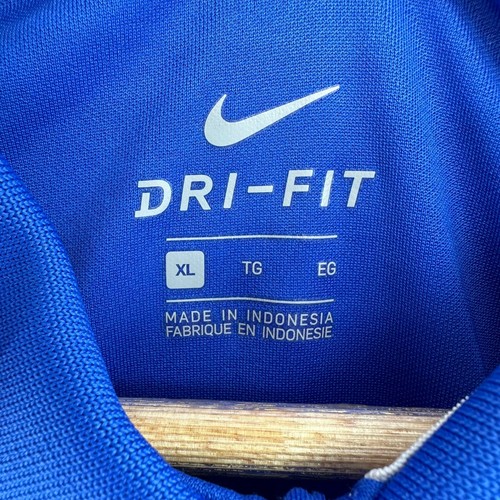 DRI-FIT
XL TG EG
MADE IN INDONESIA
FABRIQUE EN INDONESIE